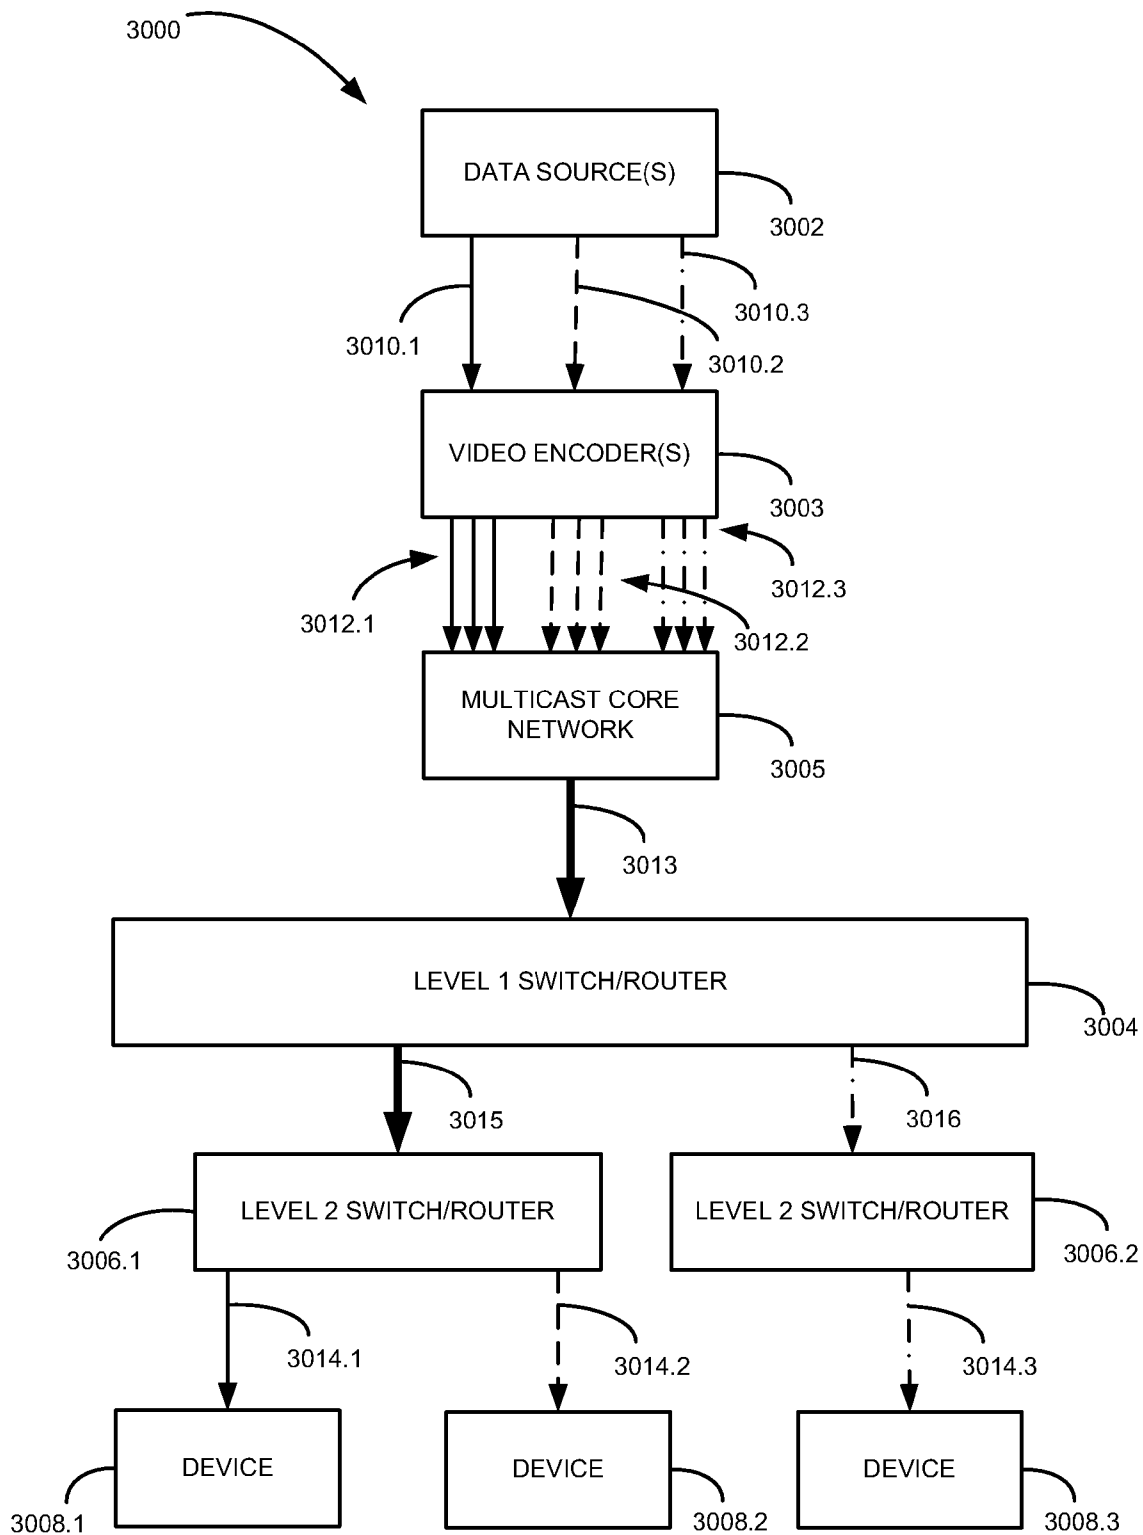 3000
DATA SOURCE(S)
3002
3010.3
3010.1
3010.2
VIDEO ENCODER(S)
3003
3012.3
3012.1
3012.2
MULTICAST CORE
NETWORK
3005
3013
LEVEL 1 SWITCH/ROUTER
3004
3015
3016
LEVEL 2 SWITCH/ROUTER
LEVEL 2 SWITCH/ROUTER
3006.1
3006.2
3014.1
3014.2
3014.3
DEVICE
DEVICE
DEVICE
3008.1
3008.2
3008.3